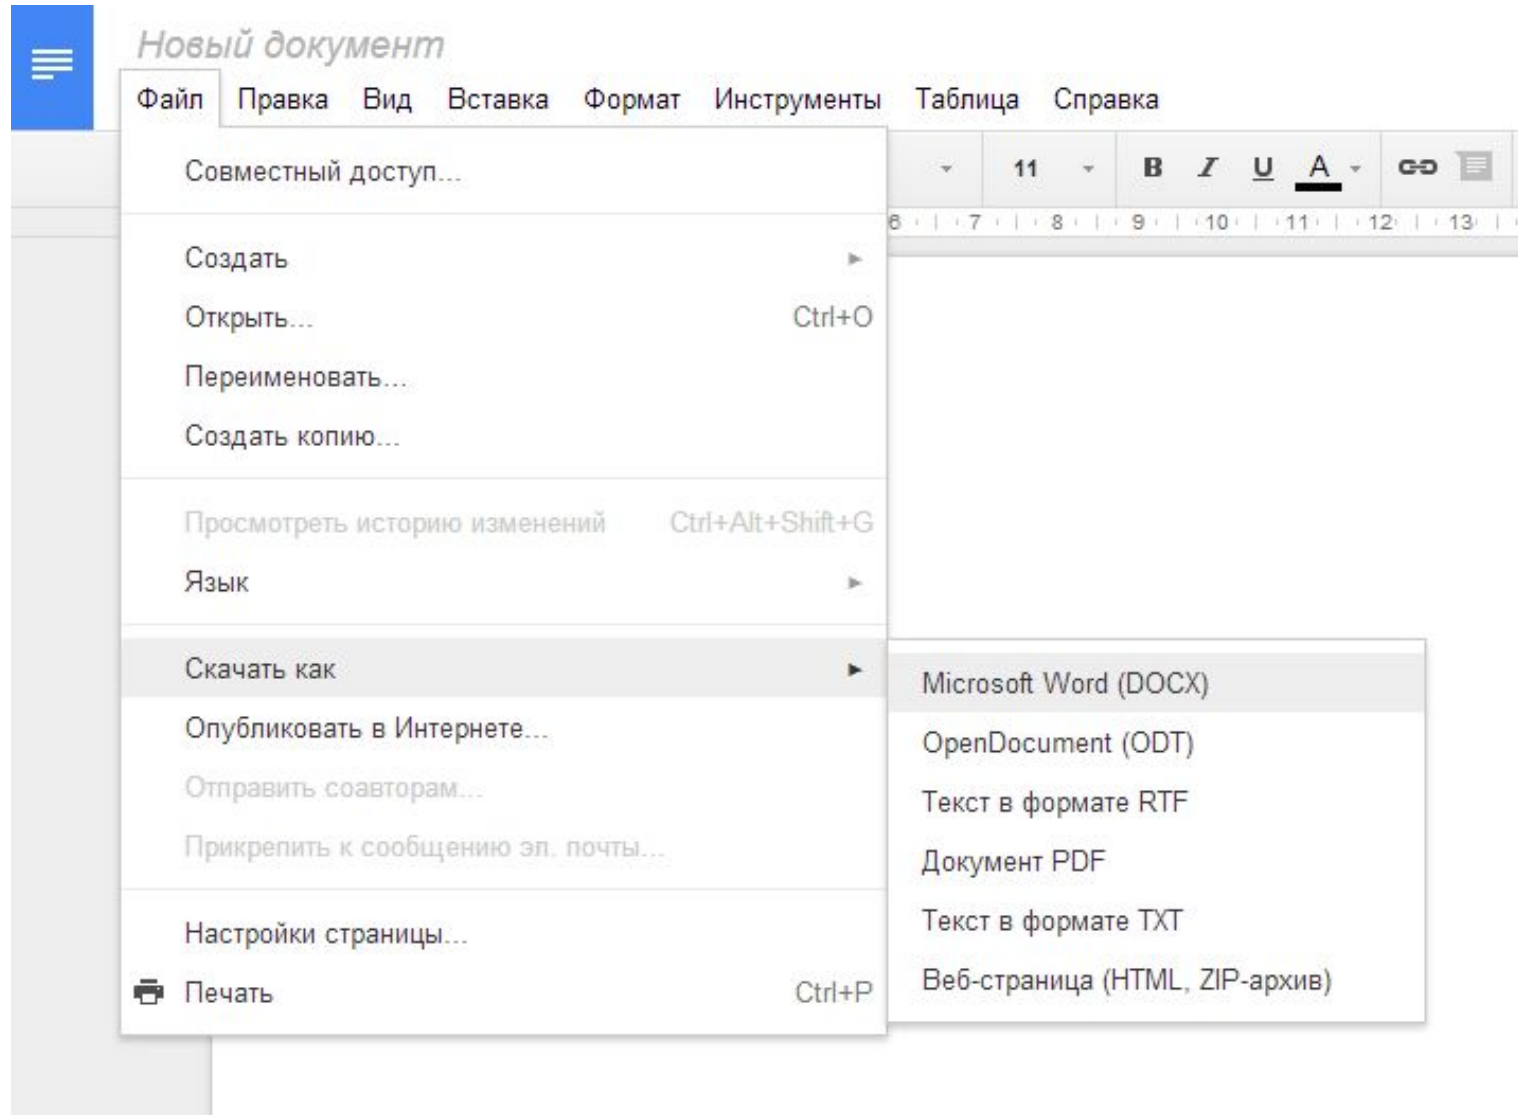 Новый документ
Файл Правка Вид Вставка Формат Инструменты Таблица Справка
Совместный доступ...
11 B I U A
6 7 8 9 10 11 12 13
Создать
Открыть... Ctrl+O
Переименовать...
Создать копию...
Просмотреть историю изменений Ctrl+Alt+Shift+G
Язык
Скачать как
Опубликовать в Интернете...
Отправить соавторам...
Прикрепить к сообщению эл. почты...
Настройки страницы...
Печать Ctrl+P
Microsoft Word (DOCX)
OpenDocument (ODT)
Текст в формате RTF
Документ PDF
Текст в формате TXT
Веб-страница (HTML, ZIP-архив)